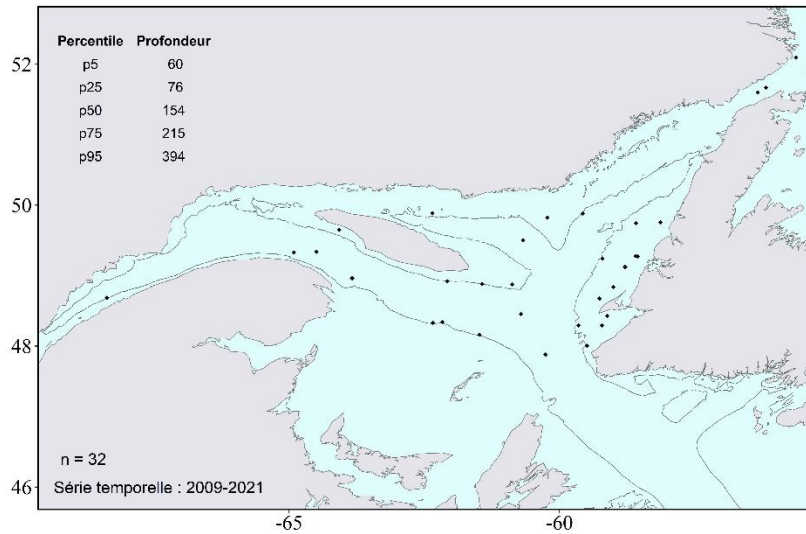 Percentile Profondeur
p5 60
p25 76
p50 154
p75 215
p95 394
n = 32
Série temporelle : 2009-2021
52
50
48
46
-65 -60